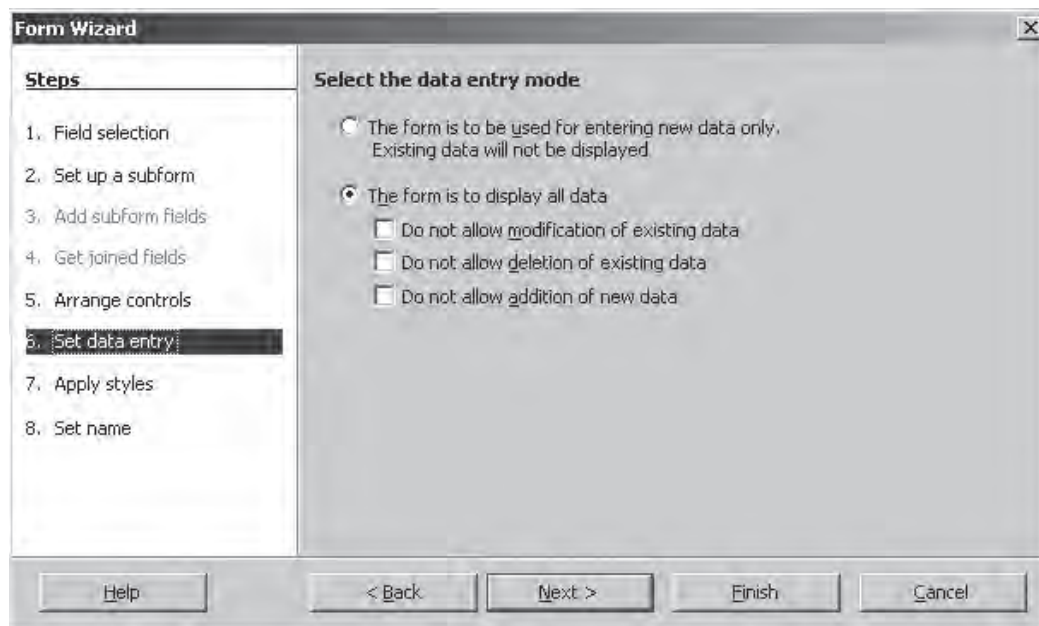 Form Wizard
Steps
1. Field selection
2. Set up a subform
3. Add subform fields
4. Get joined fields
5. Arrange controls
6. Set data entry
7. Apply styles
8. Set name
Select the data entry mode
The form is to be used for entering new data only.
Existing data will not be displayed
The form is to display all data
Do not allow modification of existing data
Do not allow deletion of existing data
Do not allow addition of new data
Help
< Back
Next >
Finish
Cancel